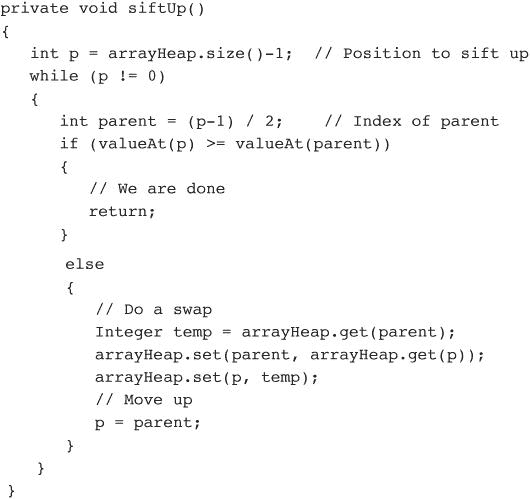 private void siftUp()
{
int p = arrayHeap.size()-1; // Position to sift up
while (p != 0)
{
int parent = (p-1) / 2; // Index of parent
if (valueAt(p) >= valueAt(parent))
{
// We are done
return;
}
else
{
// Do a swap
Integer temp = arrayHeap.get(parent);
arrayHeap.set(parent, arrayHeap.get(p));
arrayHeap.set(p, temp);
// Move up
p = parent;
}
}
}